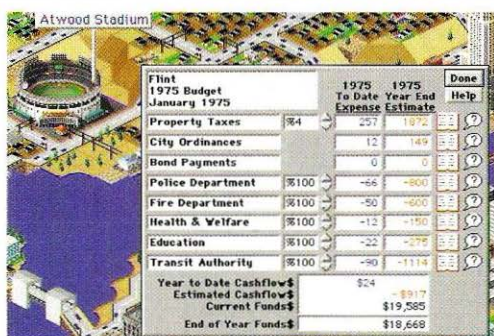 Atwood Stadium
Flint
1975 Budget
January 1975
1975 To Date Expense
1975 Year End Estimate
Done
Help
Property Taxes %4 257 1872
City Ordinances 12 149
Bond Payments 0 0
Police Department %100 -66 -800
Fire Department %100 -50 -600
Health & Welfare %100 -12 -150
Education %100 -22 -275
Transit Authority %100 -90 -1114
Year to Date Cashflow$ $24
Estimated Cashflow$ -$917
Current Funds$ $19,585
End of Year Funds$ $18,668